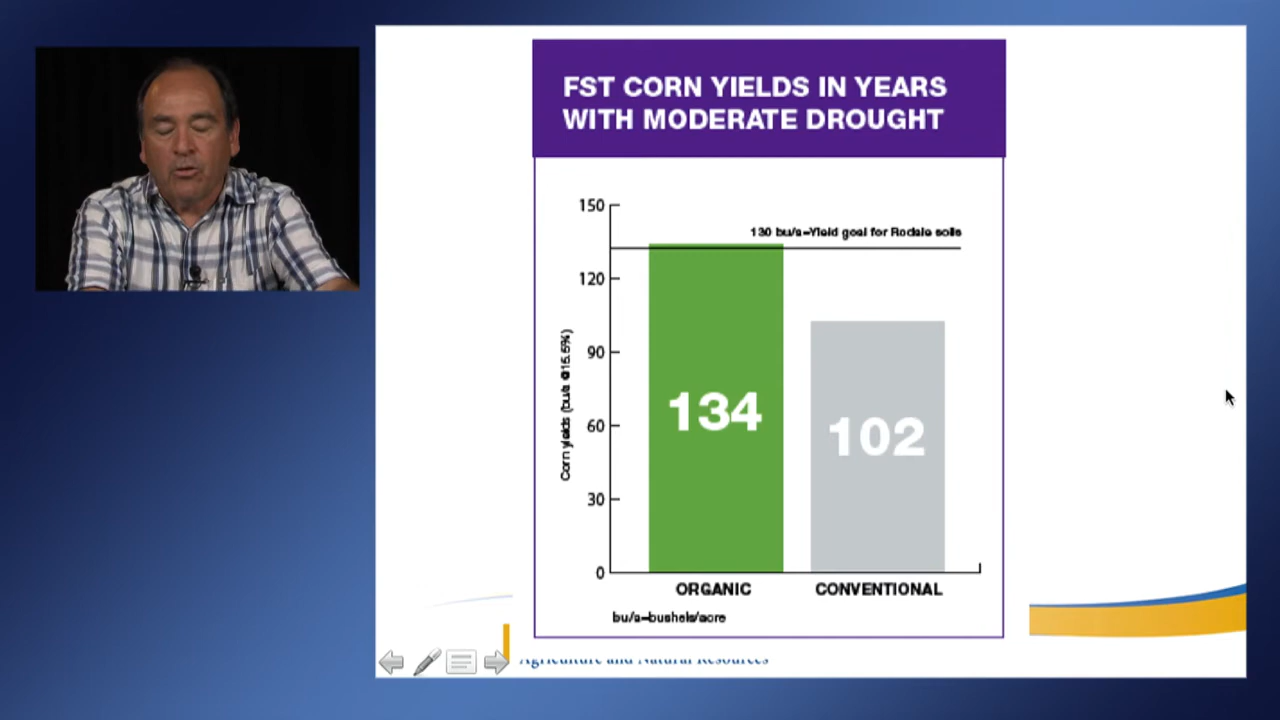 FST CORN YIELDS IN YEARS
WITH MODERATE DROUGHT
150
130 bu/a–Yield goal for Rodale soils
120
90
60
30
0
Corn yields (bu/a @15.5%)
134
102
ORGANIC
CONVENTIONAL
bu/a–bushels/acre
Agriculture and Natural Resources